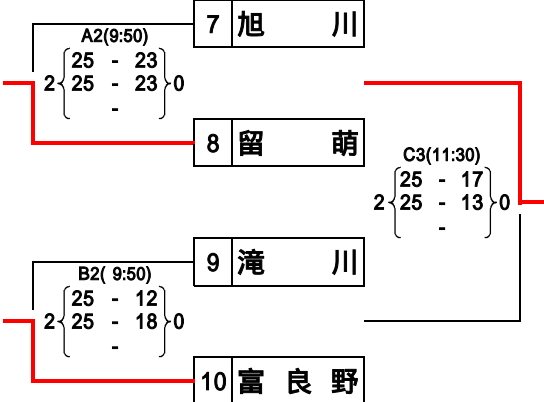 7 旭 川
A2(9:50)
25 - 23
2 25 - 23 0
-
8 留 萌
C3(11:30)
25 - 17
2 25 - 13 0
-
9 滝 川
B2( 9:50)
25 - 12
2 25 - 18 0
-
10 富 良 野